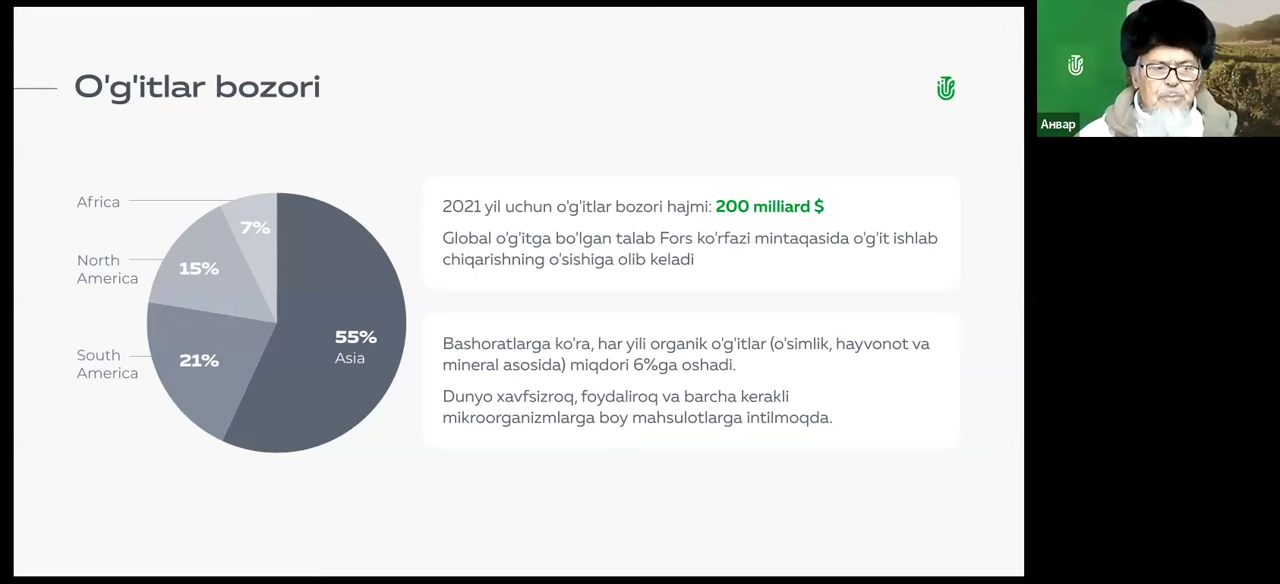 O'g'itlar bozori
Africa
7%
North
America
15%
South
America
21%
55%
Asia
2021 yil uchun o'g'itlar bozori hajmi: 200 milliard $
Global o'g'itga bo'lgan talab Fors ko'rfazi mintaqasida o'g'it ishlab
chiqarishning o'sishiga olib keladi
Bashoratlarga ko'ra, har yili organik o'g'itlar (o'simlik, hayvonot va
mineral asosida) miqdori 6%ga oshadi.
Dunyo xavfsizroq, foydaliroq va barcha kerakli
mikroorganizmlarga boy mahsulotlarga intilmoqda.
Анвар